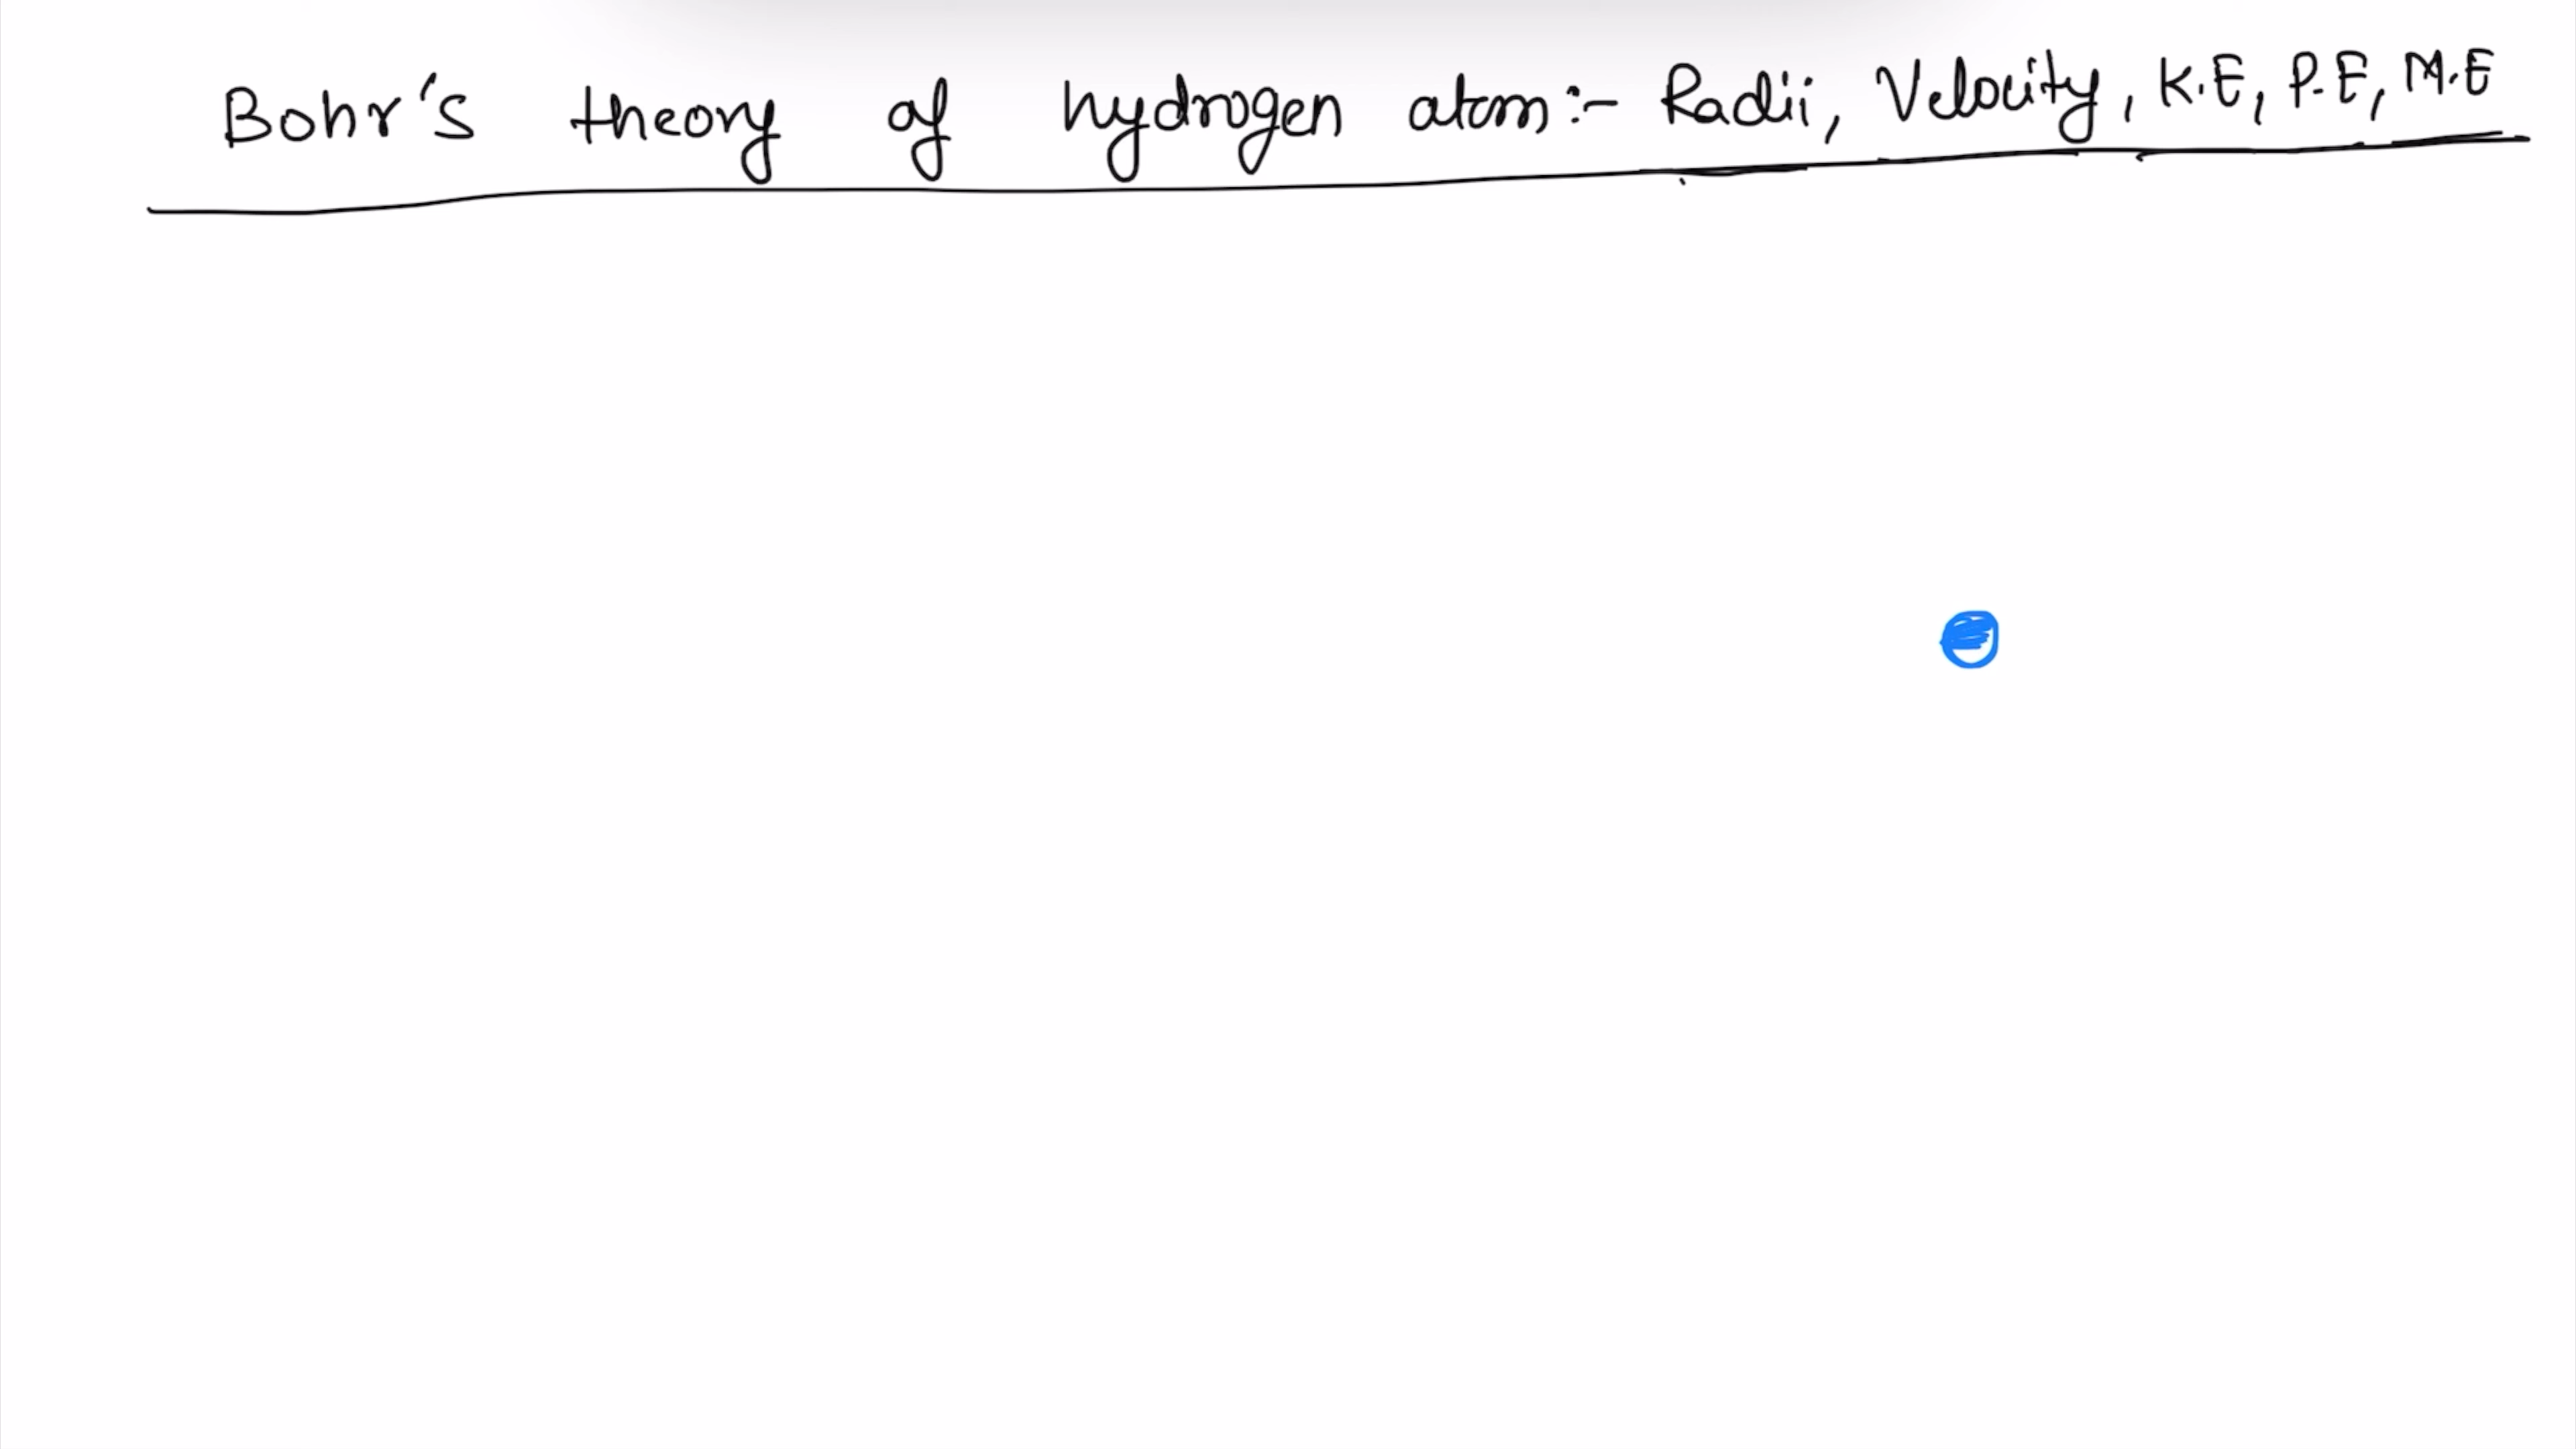 Bohr's theory of hydrogen atom:- Radii, Velocity, K.E, P.E, M.E